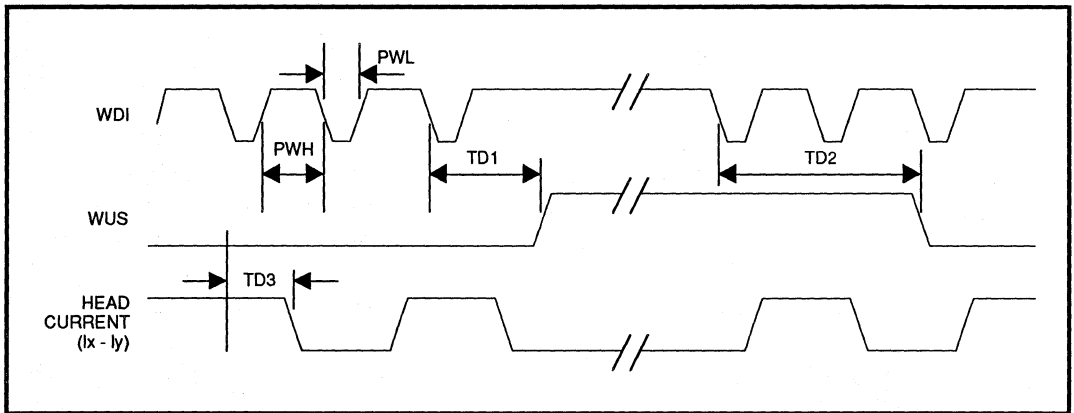 PWL
WDI
PWH
TD1
TD2
WUS
TD3
HEAD
CURRENT
(Ix - Iy)